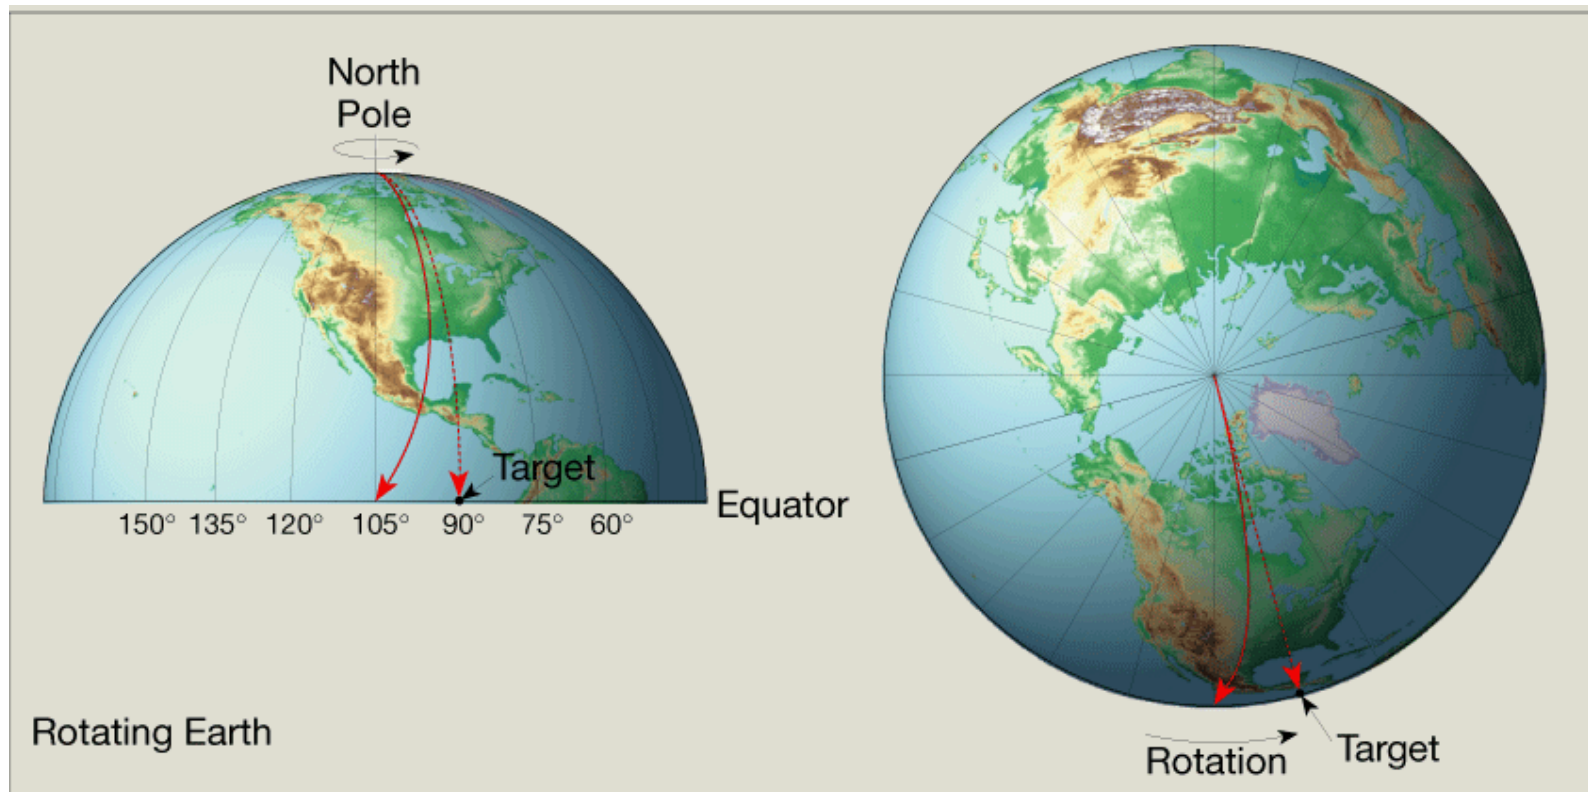 North
Pole
Target
Equator
150° 135° 120° 105° 90° 75° 60°
Rotating Earth
Rotation
Target